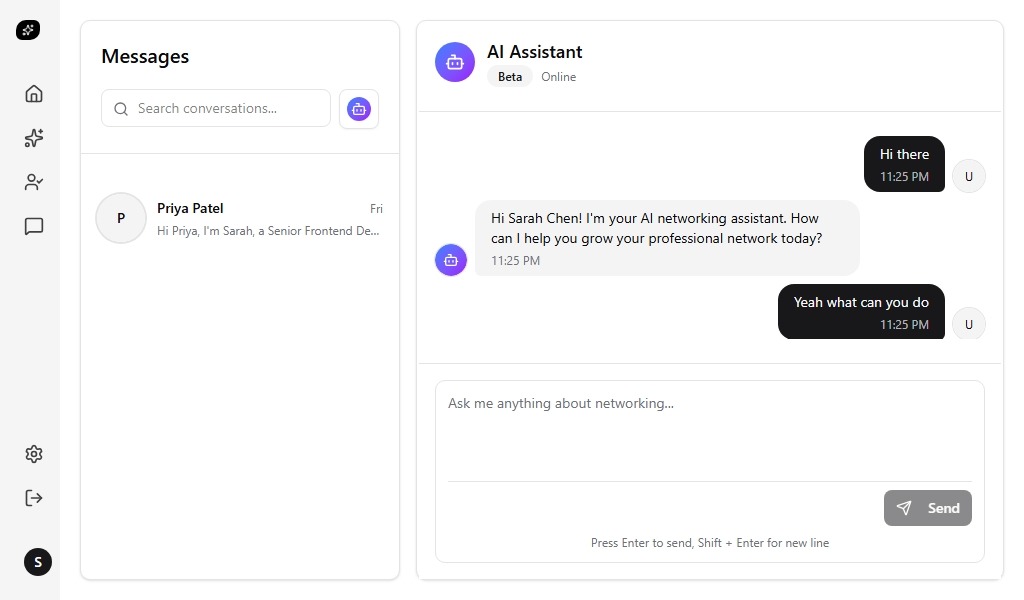 Messages
Search conversations...
P
Priya Patel
Fri
Hi Priya, I'm Sarah, a Senior Frontend De...
S
AI Assistant
Beta
Online
Hi there
11:25 PM
U
Hi Sarah Chen! I'm your AI networking assistant. How
can I help you grow your professional network today?
11:25 PM
Yeah what can you do
11:25 PM
U
Ask me anything about networking...
Send
Press Enter to send, Shift + Enter for new line